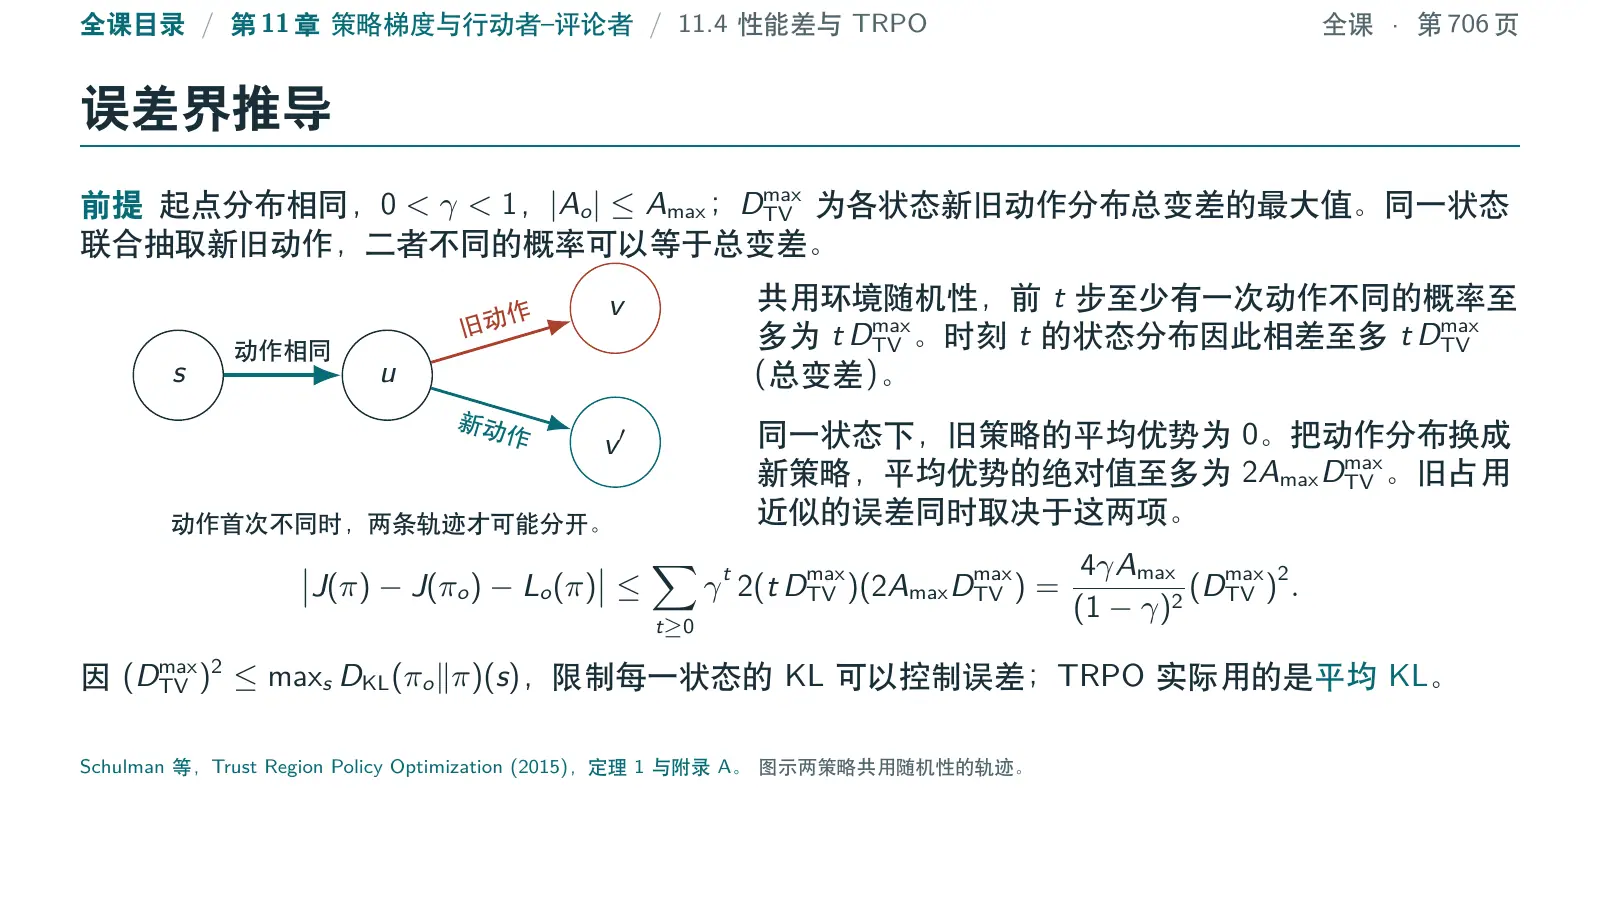 全课目录 / 第 11 章 策略梯度与行动者–评论者 / 11.4 性能差与 TRPO
全课 · 第 706 页
误差界推导
前提 起点分布相同，0 < γ < 1，|A_o| ≤ A_max；D_TV^max 为各状态新旧动作分布总变差的最大值。同一状态
联合抽取新旧动作，二者不同的概率可以等于总变差。
s
动作相同
u
旧动作
v
新动作
v′
动作首次不同时，两条轨迹才可能分开。
共用环境随机性，前 t 步至少有一次动作不同的概率至
多为 t D_TV^max。时刻 t 的状态分布因此相差至多 t D_TV^max
(总变差)。
同一状态下，旧策略的平均优势为 0。把动作分布换成
新策略，平均优势的绝对值至多为 2A_max D_TV^max。旧占用
近似的误差同时取决于这两项。
|J(π) − J(π_o) − L_o(π)| ≤ ∑_{t≥0} γ^t 2(t D_TV^max)(2A_max D_TV^max) = \frac{4γA_max}{(1 − γ)^2} (D_TV^max)^2.
因 (D_TV^max)^2 ≤ max_s D_KL(π_o‖π)(s)，限制每一状态的 KL 可以控制误差；TRPO 实际用的是平均 KL。
Schulman 等，Trust Region Policy Optimization (2015)，定理 1 与附录 A。 图示两策略共用随机性的轨迹。